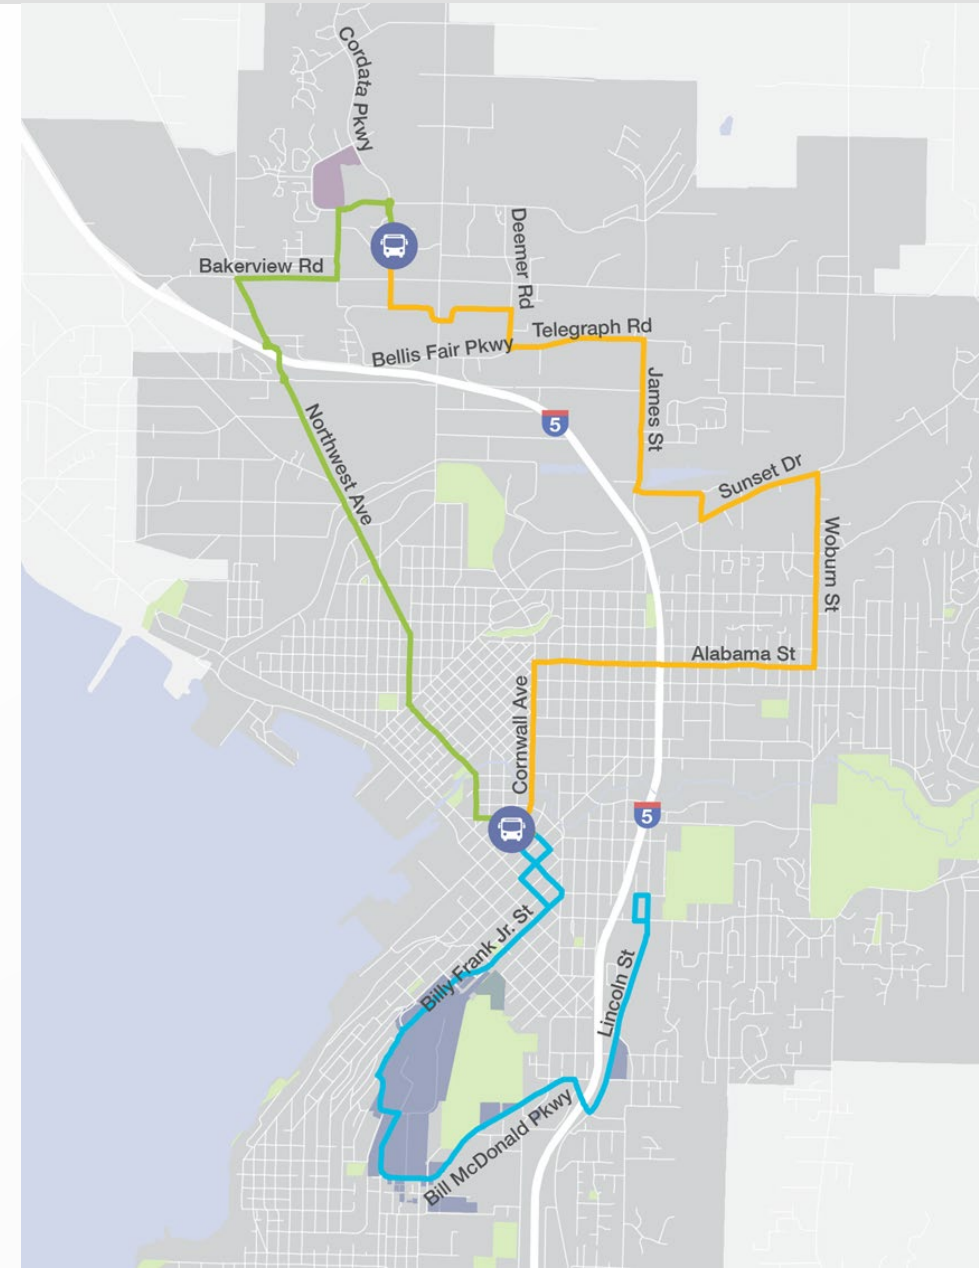 Cordata Pkwy
Deemer Rd
Bakerview Rd
Telegraph Rd
Bellis Fair Pkwy
James St
5
Northwest Ave
Sunset Dr
Woburn St
Alabama St
Cornwall Ave
5
Billy Frank Jr. St
Lincoln St
Bill McDonald Pkwy